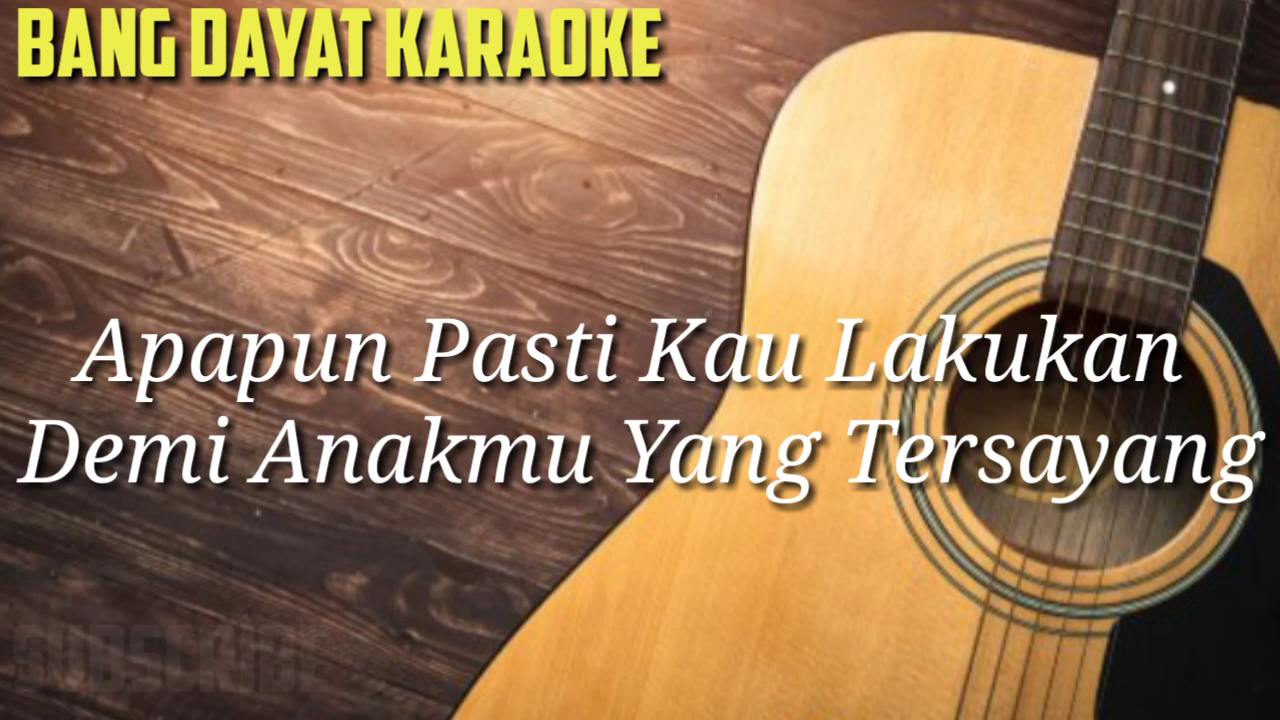 BANG DAYAT KARAOKE
Apapun Pasti Kau Lakukan
Demi Anakmu Yang Tersayang
SUBSCRIBE